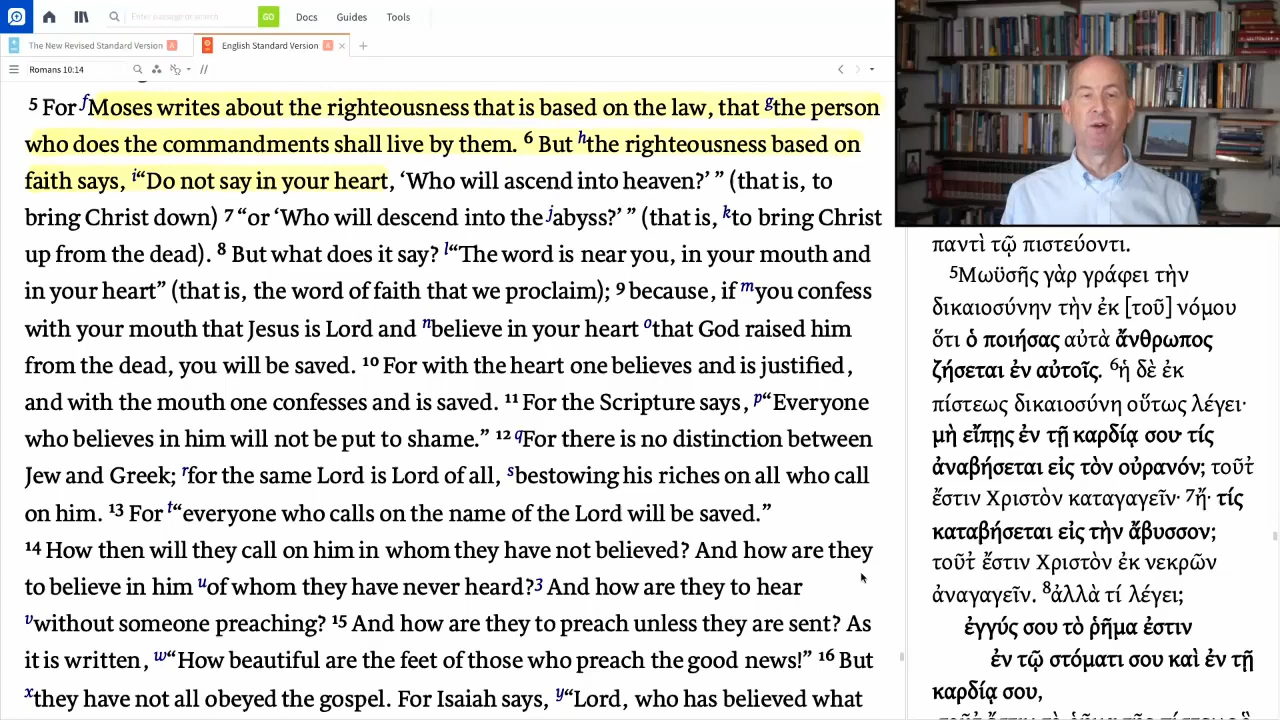 Enter passage or search
GO
Docs
Guides
Tools
The New Revised Standard Version
English Standard Version
Romans 10:14
5 For fMoses writes about the righteousness that is based on the law, that gthe person
who does the commandments shall live by them. 6 But hthe righteousness based on
faith says, i“Do not say in your heart, ‘Who will ascend into heaven?’ ” (that is, to
bring Christ down) 7 “or ‘Who will descend into the jabyss?’ ” (that is, kto bring Christ
up from the dead). 8 But what does it say? l“The word is near you, in your mouth and
in your heart” (that is, the word of faith that we proclaim); 9 because, if myou confess
with your mouth that Jesus is Lord and nbelieve in your heart othat God raised him
from the dead, you will be saved. 10 For with the heart one believes and is justified,
and with the mouth one confesses and is saved. 11 For the Scripture says, p“Everyone
who believes in him will not be put to shame.” 12 qFor there is no distinction between
Jew and Greek; rfor the same Lord is Lord of all, sbestowing his riches on all who call
on him. 13 For t“everyone who calls on the name of the Lord will be saved.”
14 How then will they call on him in whom they have not believed? And how are they
to believe in him uof whom they have never heard?3 And how are they to hear
vwithout someone preaching? 15 And how are they to preach unless they are sent? As
it is written, w“How beautiful are the feet of those who preach the good news!” 16 But
xthey have not all obeyed the gospel. For Isaiah says, y“Lord, who has believed what
παντὶ τῷ πιστεύοντι.
5Μωϋσῆς γὰρ γράφει τὴν
δικαιοσύνην τὴν ἐκ [τοῦ] νόμου
ὅτι ὁ ποιήσας αὐτὰ ἄνθρωπος
ζήσεται ἐν αὐτοῖς. 6ἡ δὲ ἐκ
πίστεως δικαιοσύνη οὕτως λέγει·
μὴ εἴπῃς ἐν τῇ καρδίᾳ σου· τίς
ἀναβήσεται εἰς τὸν οὐρανόν; τοῦτ᾽
ἔστιν Χριστὸν καταγαγεῖν· 7ἤ· τίς
καταβήσεται εἰς τὴν ἄβυσσον;
τοῦτ᾽ ἔστιν Χριστὸν ἐκ νεκρῶν
ἀναγαγεῖν. 8ἀλλὰ τί λέγει;
ἐγγύς σου τὸ ῥῆμα ἐστιν
ἐν τῷ στόματι σου καὶ ἐν τῇ
καρδίᾳ σου,